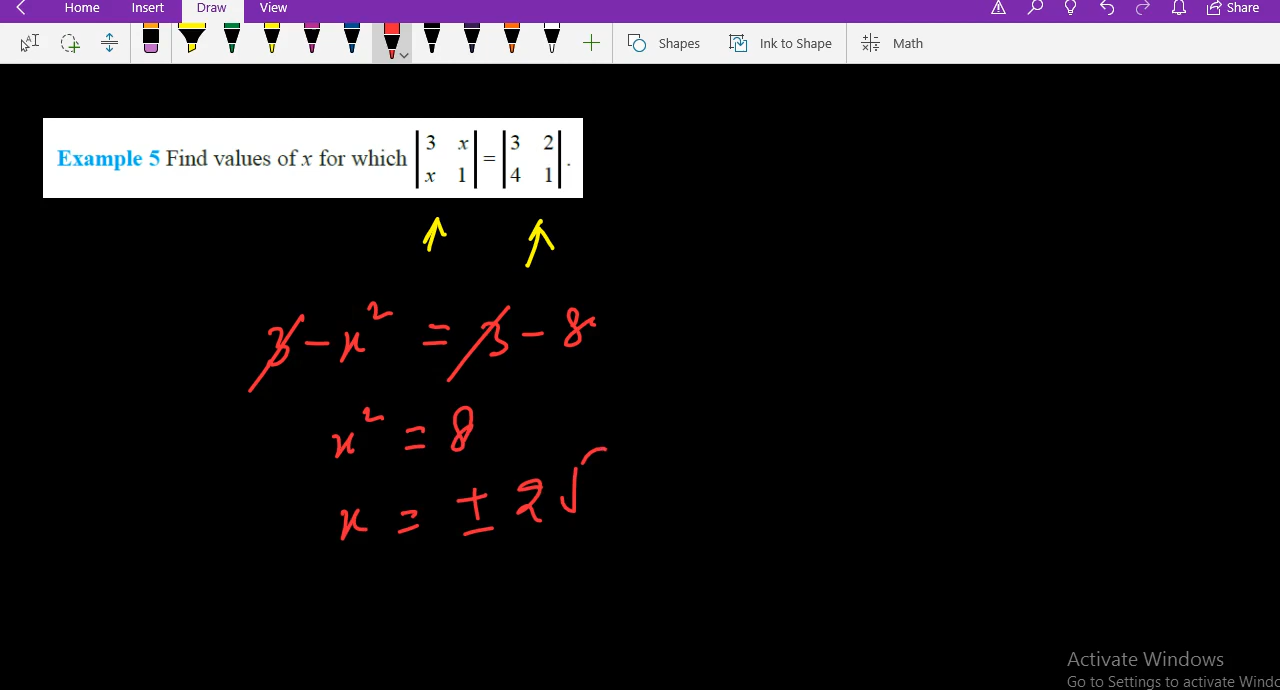 Home Insert Draw View Share
Shapes Ink to Shape Math
Example 5 Find values of x for which |3 x| = |3 2| .
|x 1| |4 1|
3 - x² = 3 - 8
x² = 8
x = ± 2√
Activate Windows
Go to Settings to activate Windo